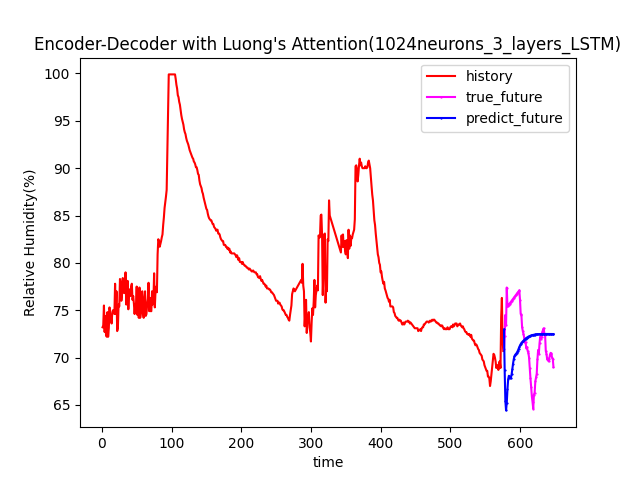 Encoder-Decoder with Luong's Attention(1024neurons_3_layers_LSTM)
history
true_future
predict_future
Relative Humidity(%)
100
95
90
85
80
75
70
65
0 100 200 300 400 500 600
time